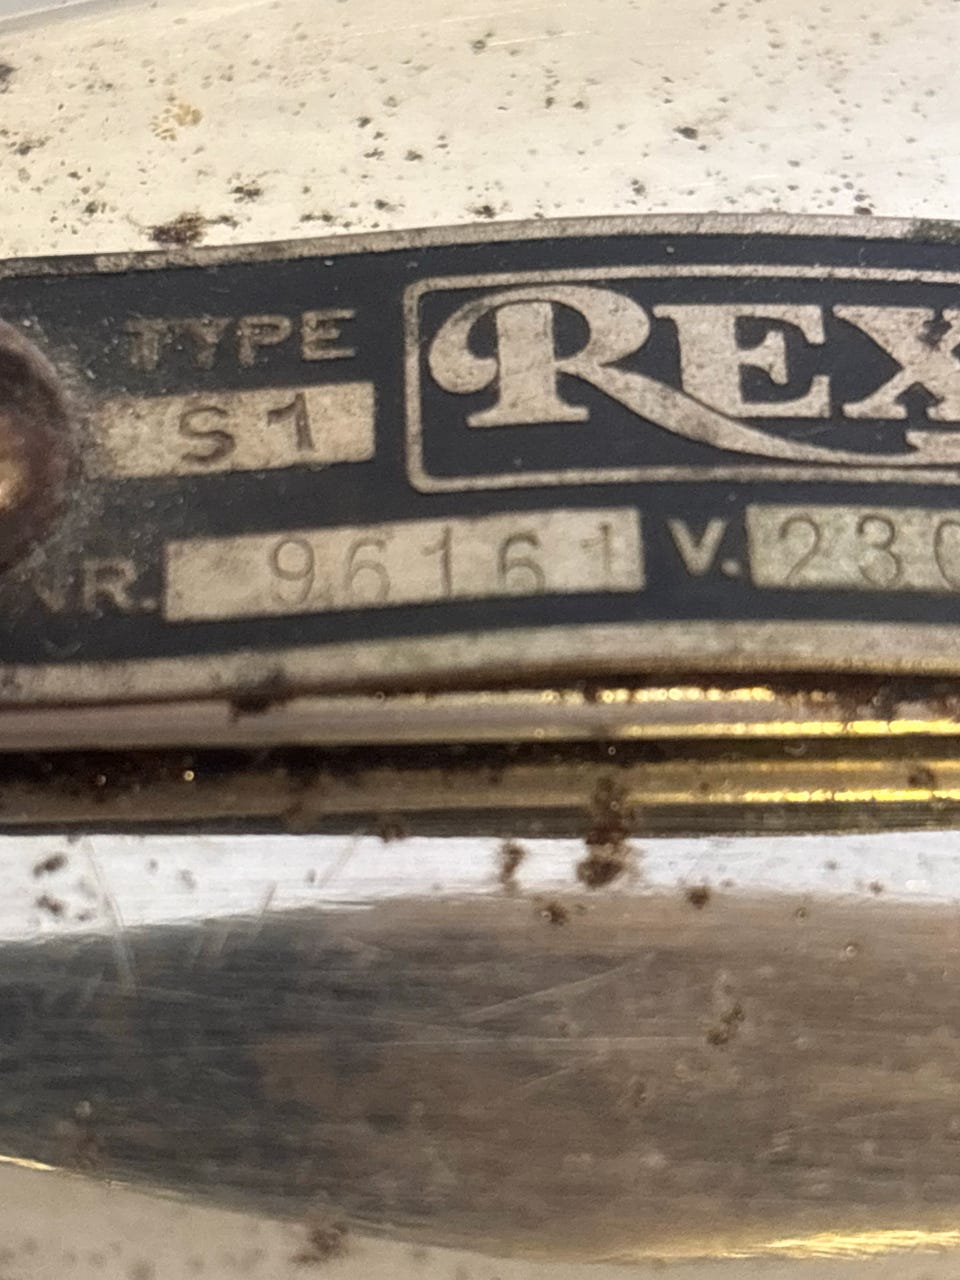 TYPE
S1
REX
NR. 96161 V. 230